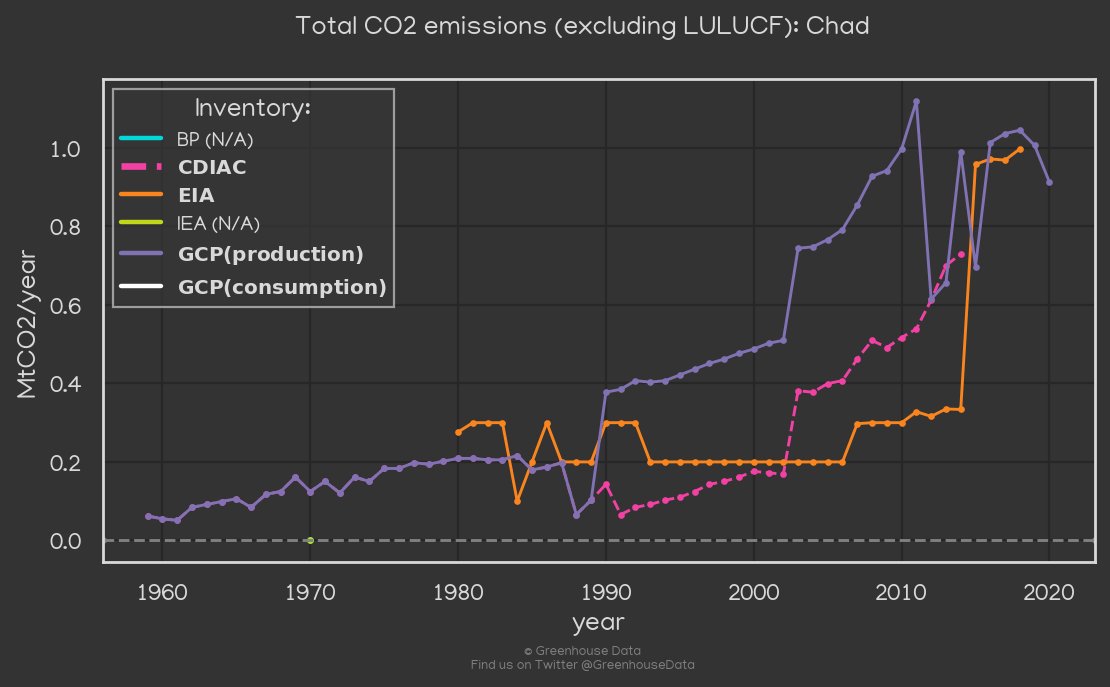 Total CO2 emissions (excluding LULUCF): Chad
Inventory:
BP (N/A)
CDIAC
EIA
IEA (N/A)
GCP(production)
GCP(consumption)
MtCO2/year
1.0
0.8
0.6
0.4
0.2
0.0
1960 1970 1980 1990 2000 2010 2020
year
© Greenhouse Data
Find us on Twitter @GreenhouseData